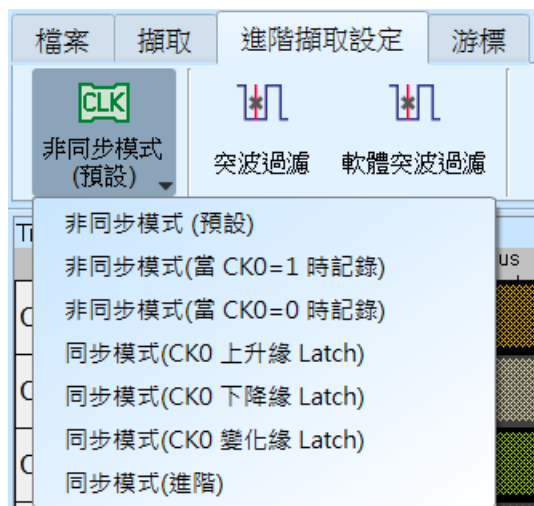 檔案 擷取 進階擷取設定 游標
CLK
非同步模式
(預設)
突波過濾 軟體突波過濾
非同步模式 (預設)
非同步模式(當 CK0=1 時記錄)
非同步模式(當 CK0=0 時記錄)
同步模式(CK0 上升緣 Latch)
同步模式(CK0 下降緣 Latch)
同步模式(CK0 變化緣 Latch)
同步模式(進階)
us